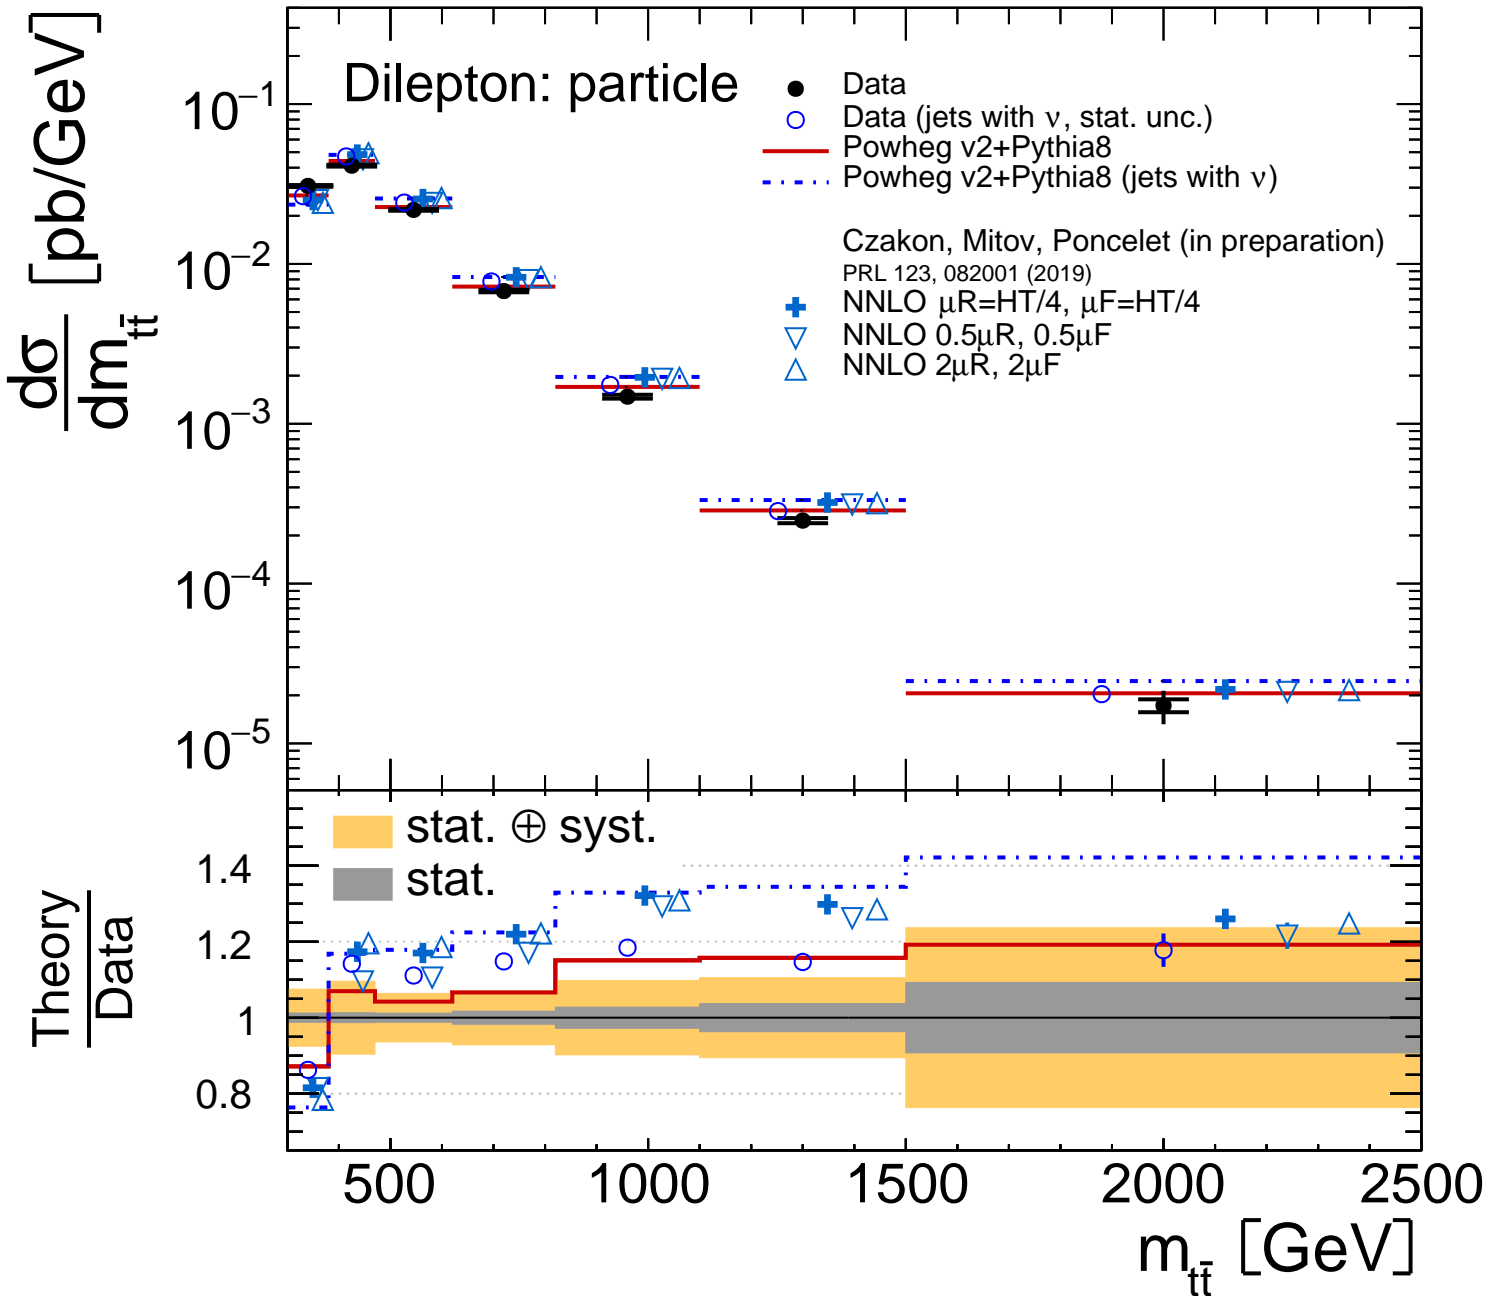 dσ
dm_tt̄ [pb/GeV]
10⁻¹
10⁻²
10⁻³
10⁻⁴
10⁻⁵
Dilepton: particle
Data
Data (jets with ν, stat. unc.)
Powheg v2+Pythia8
Powheg v2+Pythia8 (jets with ν)
Czakon, Mitov, Poncelet (in preparation)
PRL 123, 082001 (2019)
NNLO μR=HT/4, μF=HT/4
NNLO 0.5μR, 0.5μF
NNLO 2μR, 2μF
Theory
Data
1.4
1.2
1
0.8
stat. ⊕ syst.
stat.
500 1000 1500 2000 2500
m_tt̄ [GeV]